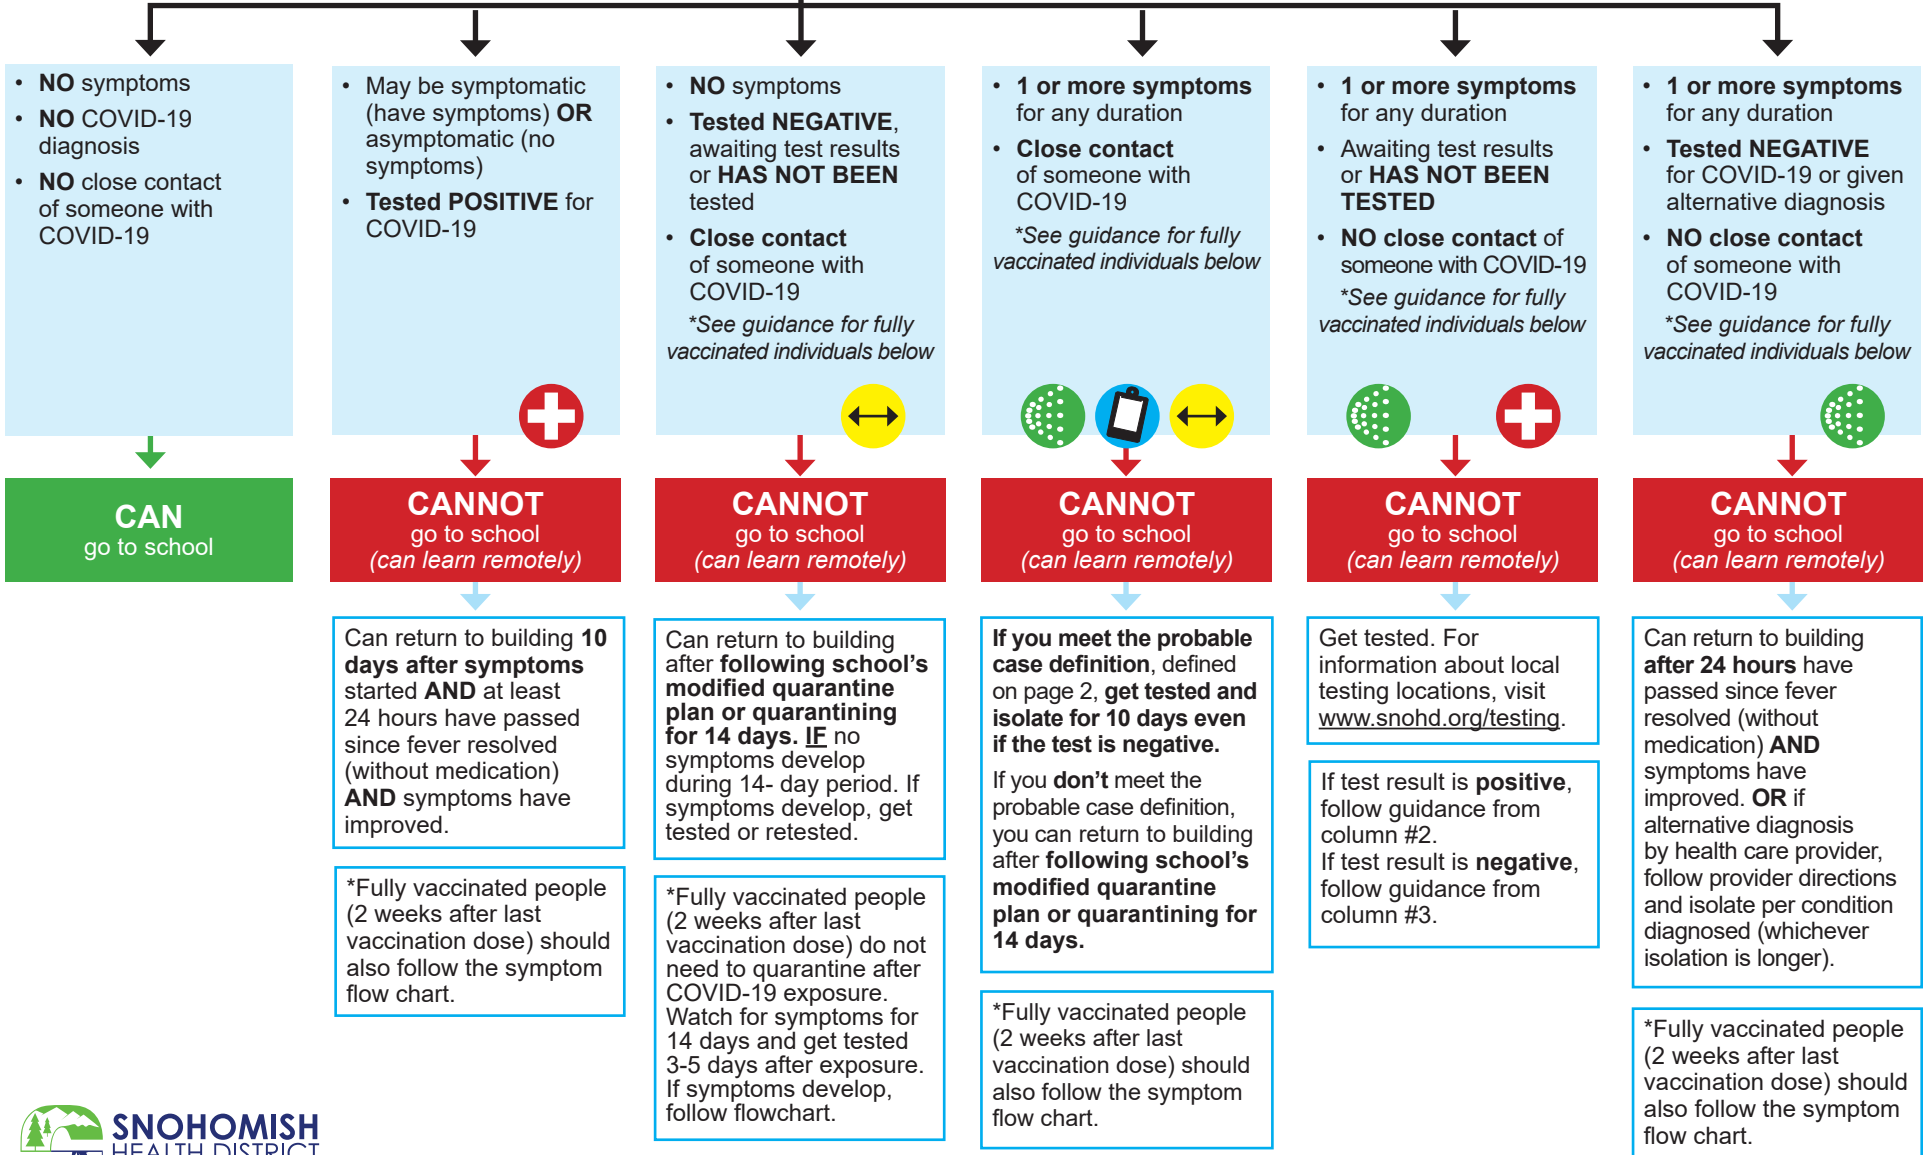 • NO symptoms
• NO COVID-19
diagnosis
• NO close contact
of someone with
COVID-19
CAN
go to school
• May be symptomatic
(have symptoms) OR
asymptomatic (no
symptoms)
• Tested POSITIVE for
COVID-19
CANNOT
go to school
(can learn remotely)
Can return to building 10
days after symptoms
started AND at least
24 hours have passed
since fever resolved
(without medication)
AND symptoms have
improved.
*Fully vaccinated people
(2 weeks after last
vaccination dose) should
also follow the symptom
flow chart.
• NO symptoms
• Tested NEGATIVE,
awaiting test results
or HAS NOT BEEN
tested
• Close contact
of someone with
COVID-19
*See guidance for fully
vaccinated individuals below
CANNOT
go to school
(can learn remotely)
Can return to building
after following school's
modified quarantine
plan or quarantining
for 14 days. IF no
symptoms develop
during 14- day period. If
symptoms develop, get
tested or retested.
*Fully vaccinated people
(2 weeks after last
vaccination dose) do not
need to quarantine after
COVID-19 exposure.
Watch for symptoms for
14 days and get tested
3-5 days after exposure.
If symptoms develop,
follow flowchart.
• 1 or more symptoms
for any duration
• Close contact
of someone with
COVID-19
*See guidance for fully
vaccinated individuals below
CANNOT
go to school
(can learn remotely)
If you meet the probable
case definition, defined
on page 2, get tested and
isolate for 10 days even
if the test is negative.
If you don't meet the
probable case definition,
you can return to building
after following school's
modified quarantine
plan or quarantining for
14 days.
*Fully vaccinated people
(2 weeks after last
vaccination dose) should
also follow the symptom
flow chart.
• 1 or more symptoms
for any duration
• Awaiting test results
or HAS NOT BEEN
TESTED
• NO close contact of
someone with COVID-19
*See guidance for fully
vaccinated individuals below
CANNOT
go to school
(can learn remotely)
Get tested. For
information about local
testing locations, visit
www.snohd.org/testing.
If test result is positive,
follow guidance from
column #2.
If test result is negative,
follow guidance from
column #3.
• 1 or more symptoms
for any duration
• Tested NEGATIVE
for COVID-19 or given
alternative diagnosis
• NO close contact
of someone with
COVID-19
*See guidance for fully
vaccinated individuals below
CANNOT
go to school
(can learn remotely)
Can return to building
after 24 hours have
passed since fever
resolved (without
medication) AND
symptoms have
improved. OR if
alternative diagnosis
by health care provider,
follow provider directions
and isolate per condition
diagnosed (whichever
isolation is longer).
*Fully vaccinated people
(2 weeks after last
vaccination dose) should
also follow the symptom
flow chart.
SNOHOMISH
HEALTH DISTRICT